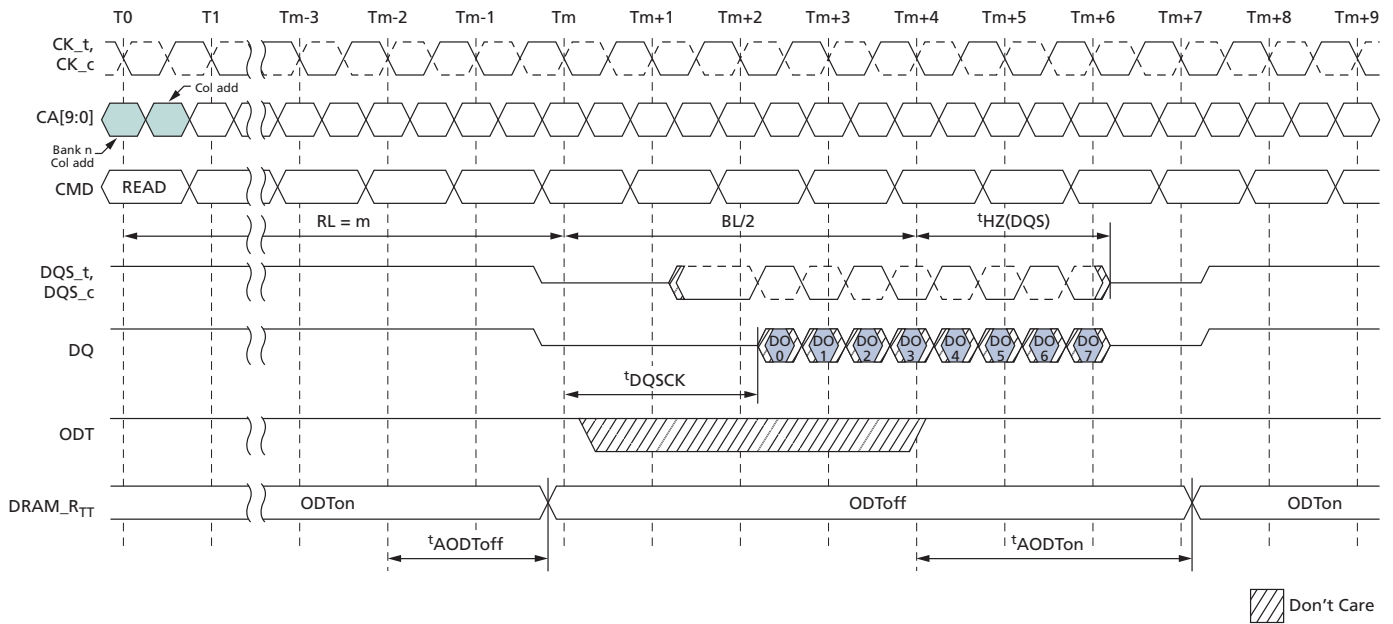 T0 T1 Tm-3 Tm-2 Tm-1 Tm Tm+1 Tm+2 Tm+3 Tm+4 Tm+5 Tm+6 Tm+7 Tm+8 Tm+9
CK_t,
CK_c
Col add
CA[9:0]
Bank n
Col add
CMD READ
RL = m BL/2 tHZ(DQS)
DQS_t,
DQS_c
DQ DO 0 DO 1 DO 2 DO 3 DO 4 DO 5 DO 6 DO 7
tDQSCK
ODT
DRAM_RTT ODTon ODToff ODTon
tAODToff tAODTon
Don't Care